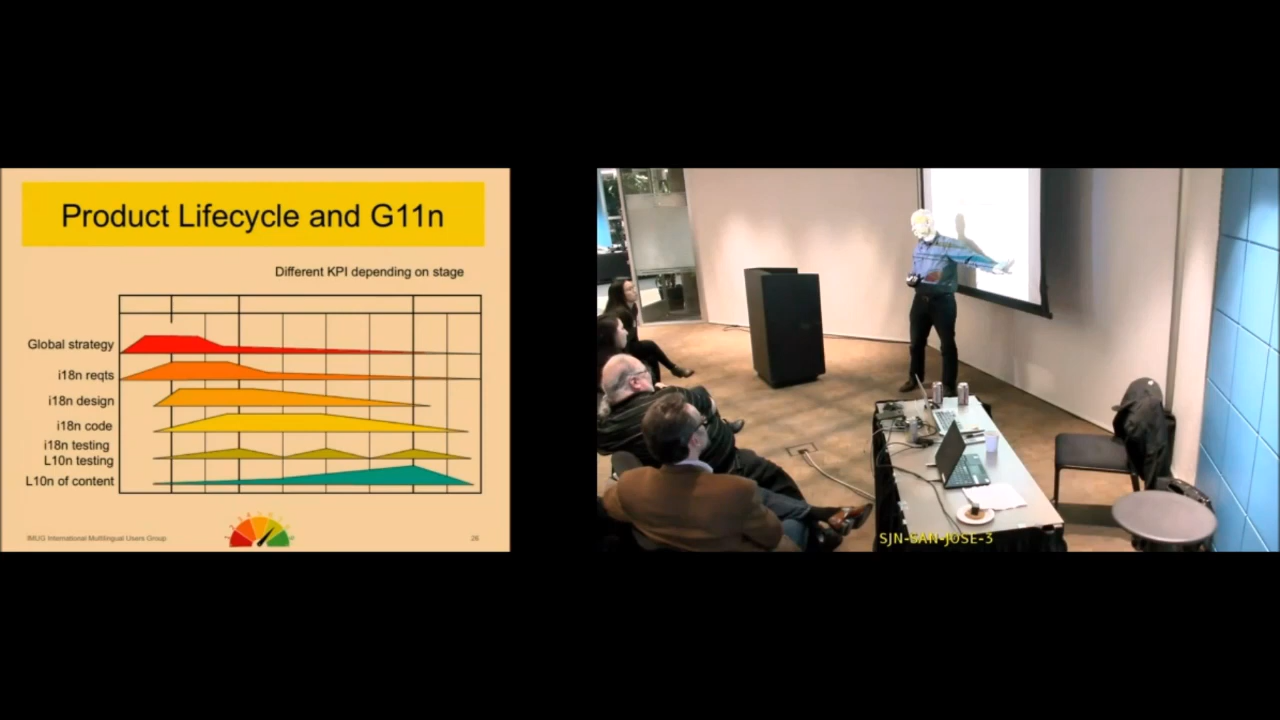 Product Lifecycle and G11n
Different KPI depending on stage
Global strategy
i18n reqts
i18n design
i18n code
i18n testing
L10n testing
L10n of content
IMUG International Multilingual Users Group
26
SJN-SAN-JOSE-3